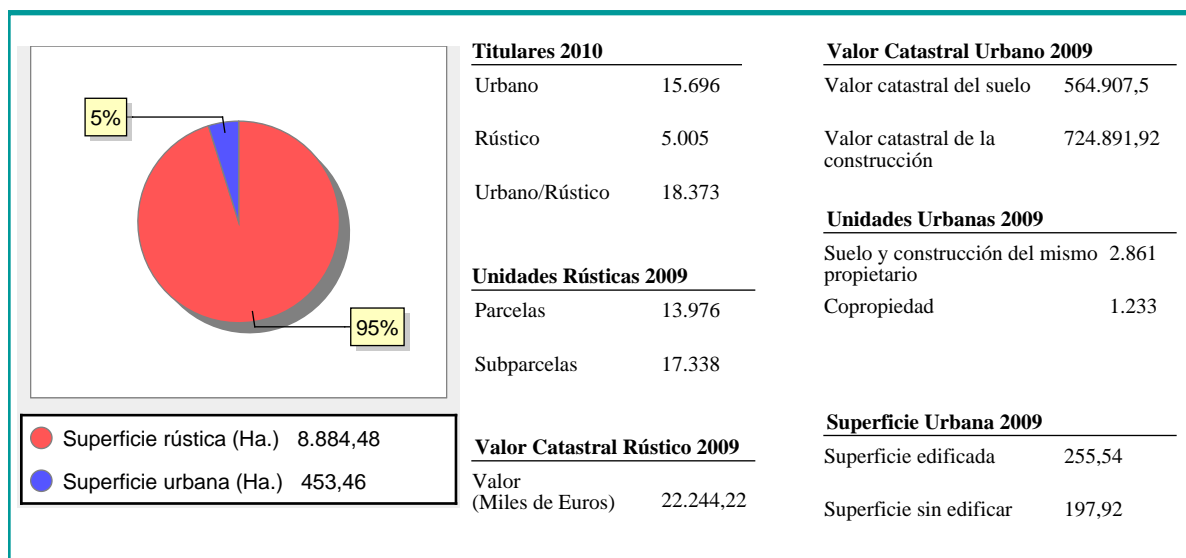 5%
95%
Superficie rústica (Ha.) 8.884,48
Superficie urbana (Ha.) 453,46
Titulares 2010
Urbano 15.696
Rústico 5.005
Urbano/Rústico 18.373
Unidades Rústicas 2009
Parcelas 13.976
Subparcelas 17.338
Valor Catastral Rústico 2009
Valor
(Miles de Euros) 22.244,22
Valor Catastral Urbano 2009
Valor catastral del suelo 564.907,5
Valor catastral de la 724.891,92
construcción
Unidades Urbanas 2009
Suelo y construcción del mismo 2.861
propietario
Copropiedad 1.233
Superficie Urbana 2009
Superficie edificada 255,54
Superficie sin edificar 197,92